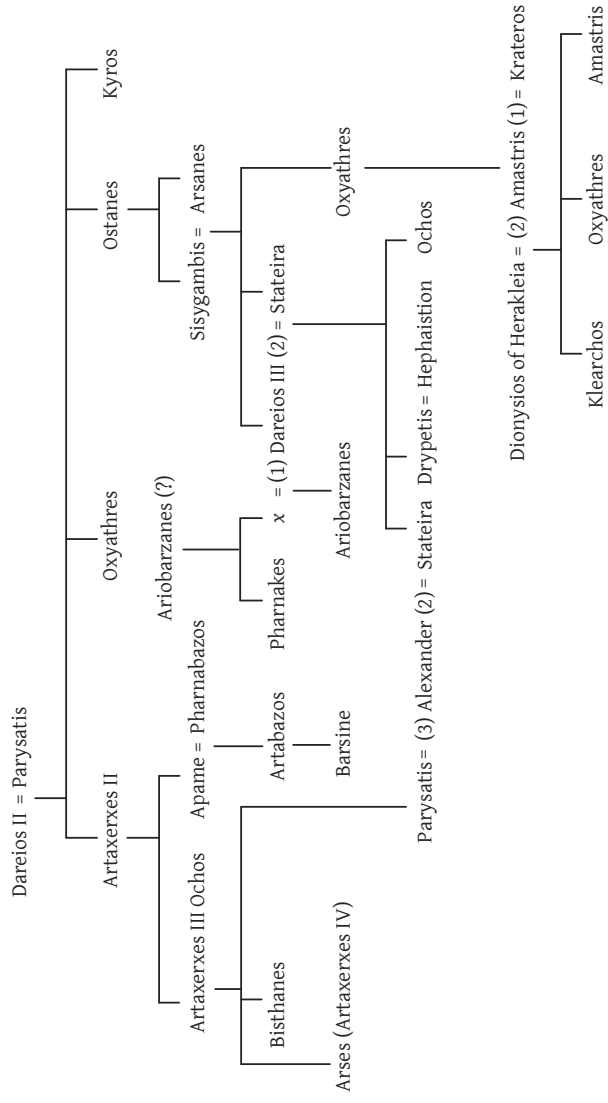 Dareios II = Parysatis
Artaxerxes II
Oxyathres
Ostanes
Kyros
Ariobarzanes (?)
Artaxerxes III Ochos
Apame = Pharnabazos
Sisygambis = Arsanes
Bisthanes
Artabazos
Pharnakes
x = (1) Dareios III (2) = Stateira
Arses (Artaxerxes IV)
Barsine
Ariobarzanes
Oxyathres
Parysatis = (3) Alexander (2) = Stateira
Drypetis = Hephaistion
Ochos
Dionysios of Herakleia = (2) Amastris (1) = Krateros
Klearchos
Oxyathres
Amastris